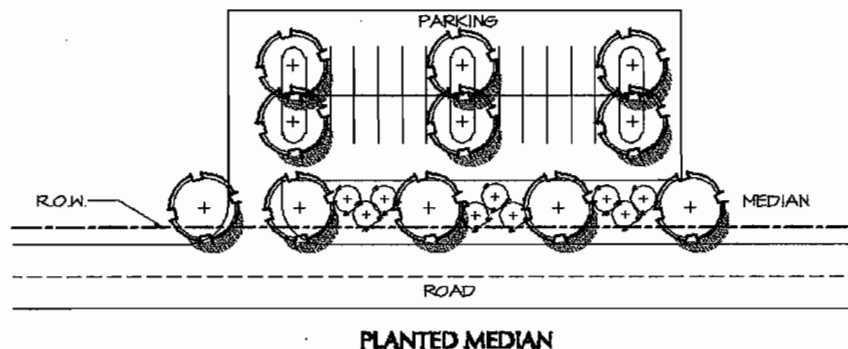 PARKING
R.O.W.
MEDIAN
ROAD
PLANTED MEDIAN